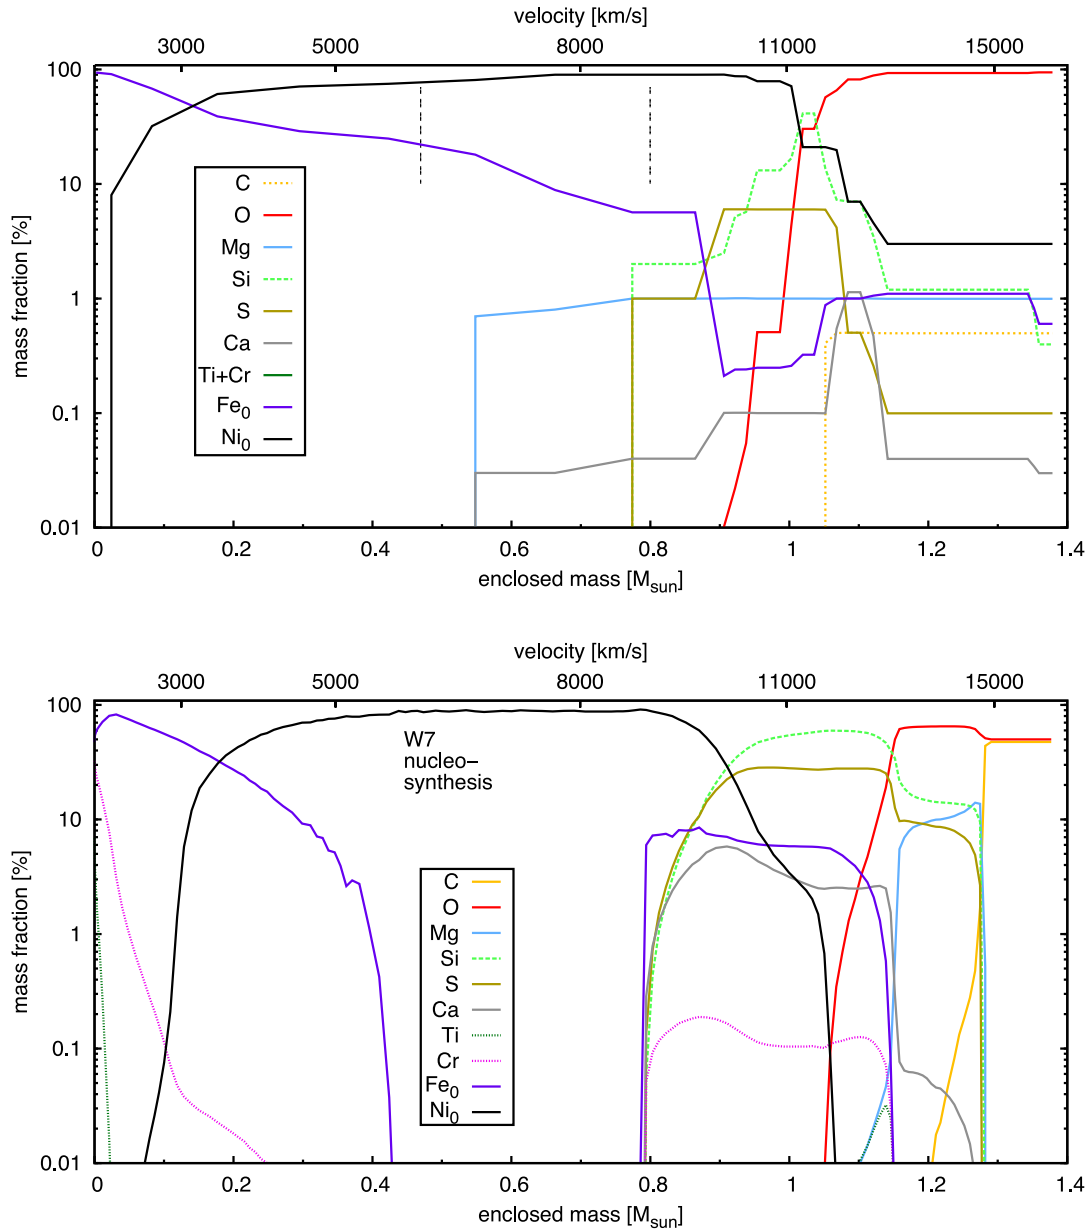 velocity [km/s]
3000 5000 8000 11000 15000
100
10
1
0.1
0.01
mass fraction [%]
C
O
Mg
Si
S
Ca
Ti+Cr
Fe₀
Ni₀
0 0.2 0.4 0.6 0.8 1 1.2 1.4
enclosed mass [M_sun]
velocity [km/s]
3000 5000 8000 11000 15000
100
10
1
0.1
0.01
mass fraction [%]
W7
nucleo–
synthesis
C
O
Mg
Si
S
Ca
Ti
Cr
Fe₀
Ni₀
0 0.2 0.4 0.6 0.8 1 1.2 1.4
enclosed mass [M_sun]